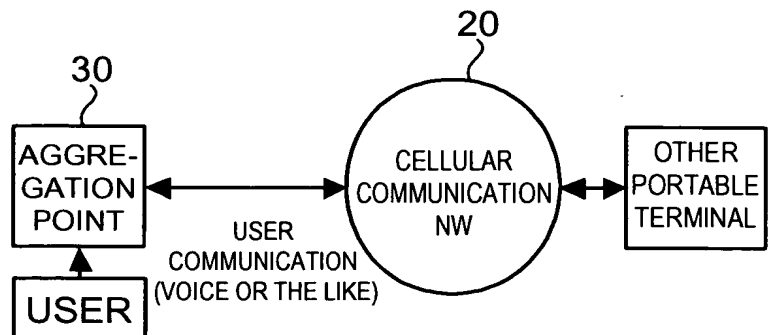 20
30
AGGRE-
GATION
POINT
CELLULAR
COMMUNICATION
NW
OTHER
PORTABLE
TERMINAL
USER
COMMUNICATION
(VOICE OR THE LIKE)
USER